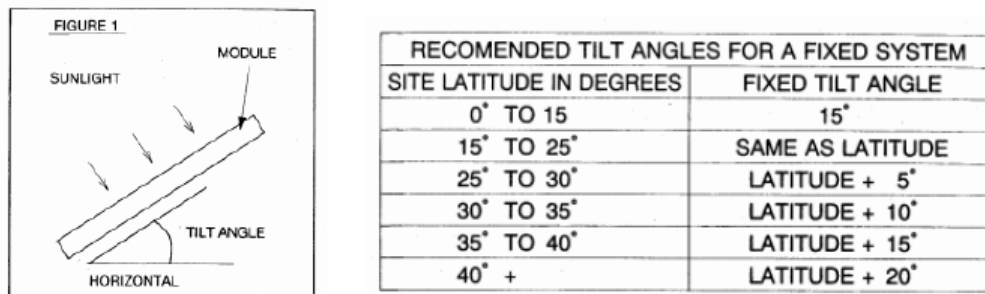 FIGURE 1
MODULE
SUNLIGHT
TILT ANGLE
HORIZONTAL
RECOMENDED TILT ANGLES FOR A FIXED SYSTEM
SITE LATITUDE IN DEGREES FIXED TILT ANGLE
0° TO 15 15°
15° TO 25° SAME AS LATITUDE
25° TO 30° LATITUDE + 5°
30° TO 35° LATITUDE + 10°
35° TO 40° LATITUDE + 15°
40° + LATITUDE + 20°